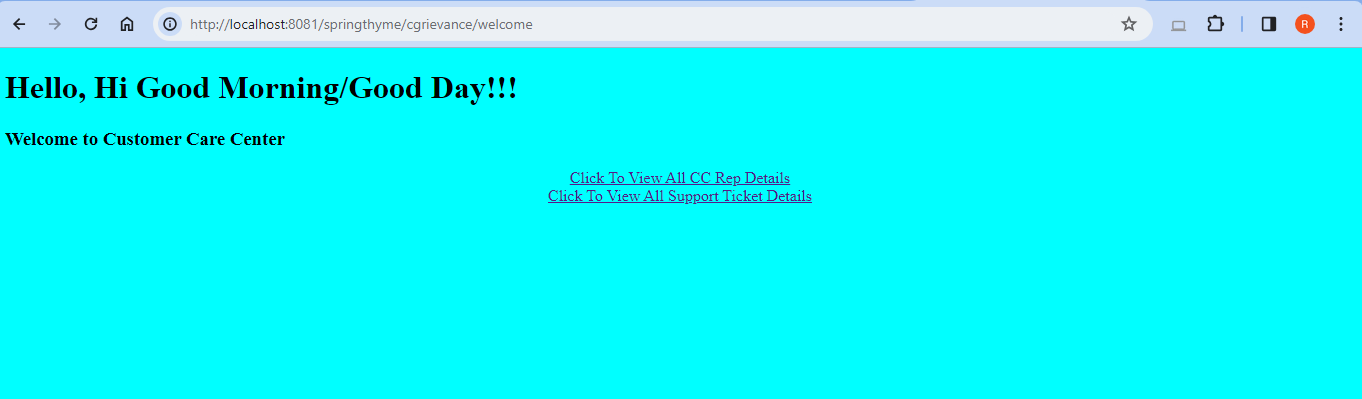 http://localhost:8081/springthyme/cgrievance/welcome
R
Hello, Hi Good Morning/Good Day!!!
Welcome to Customer Care Center
Click To View All CC Rep Details
Click To View All Support Ticket Details